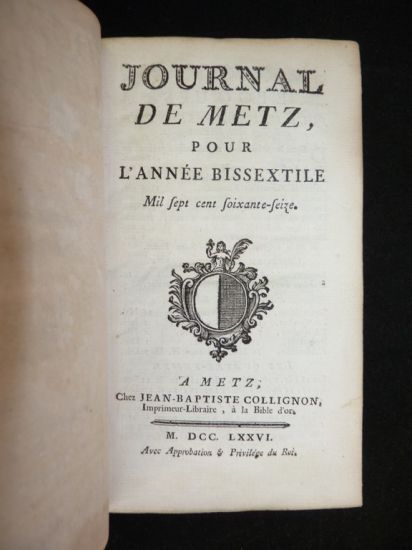 JOURNAL
DE METZ,
POUR
L'ANNÉE BISSEXTILE
Mil ſept cent ſoixante-ſeize.
A METZ,
Chez JEAN-BAPTISTE COLLIGNON,
Imprimeur-Libraire, à la Bible d'or.
M. DCC. LXXVI.
Avec Approbation & Privilége du Roi.